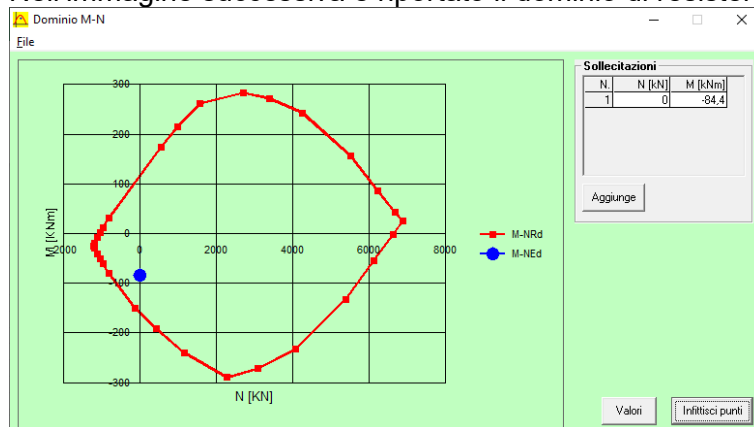 Dominio M-N
File
300
200
100
0
-100
-200
-300
-2000
0
2000
4000
6000
8000
M [KNm]
N [KN]
M-NRd
M-NEd
Sollecitazioni
N. N [kN] M [kNm]
1 0 -84,4
Aggiunge
Valori Infittisci punti